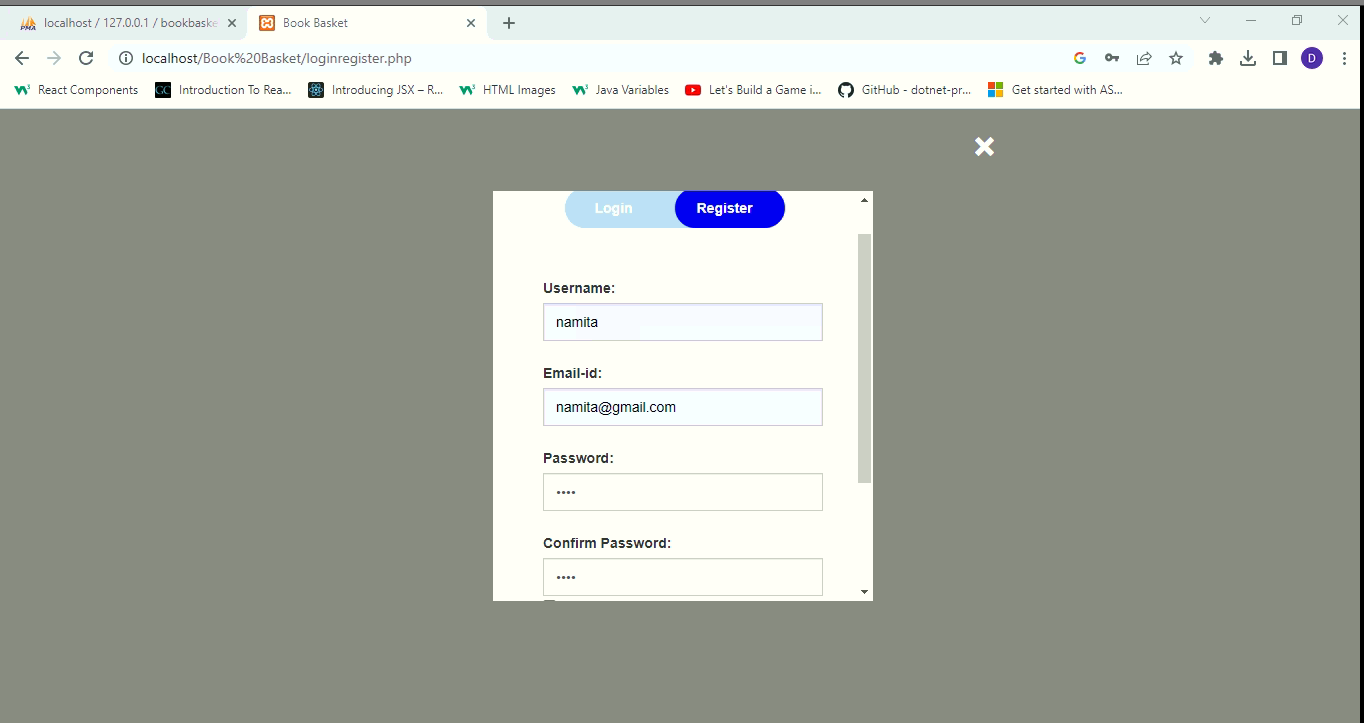 PMA localhost / 127.0.0.1 / bookbaske
Book Basket
localhost/Book%20Basket/loginregister.php
G
D
React Components
GC Introduction To Rea...
Introducing JSX – R...
HTML Images
Java Variables
Let's Build a Game i...
GitHub - dotnet-pr...
Get started with AS...
Login
Register
Username:
namita
Email-id:
namita@gmail.com
Password:
••••
Confirm Password:
••••